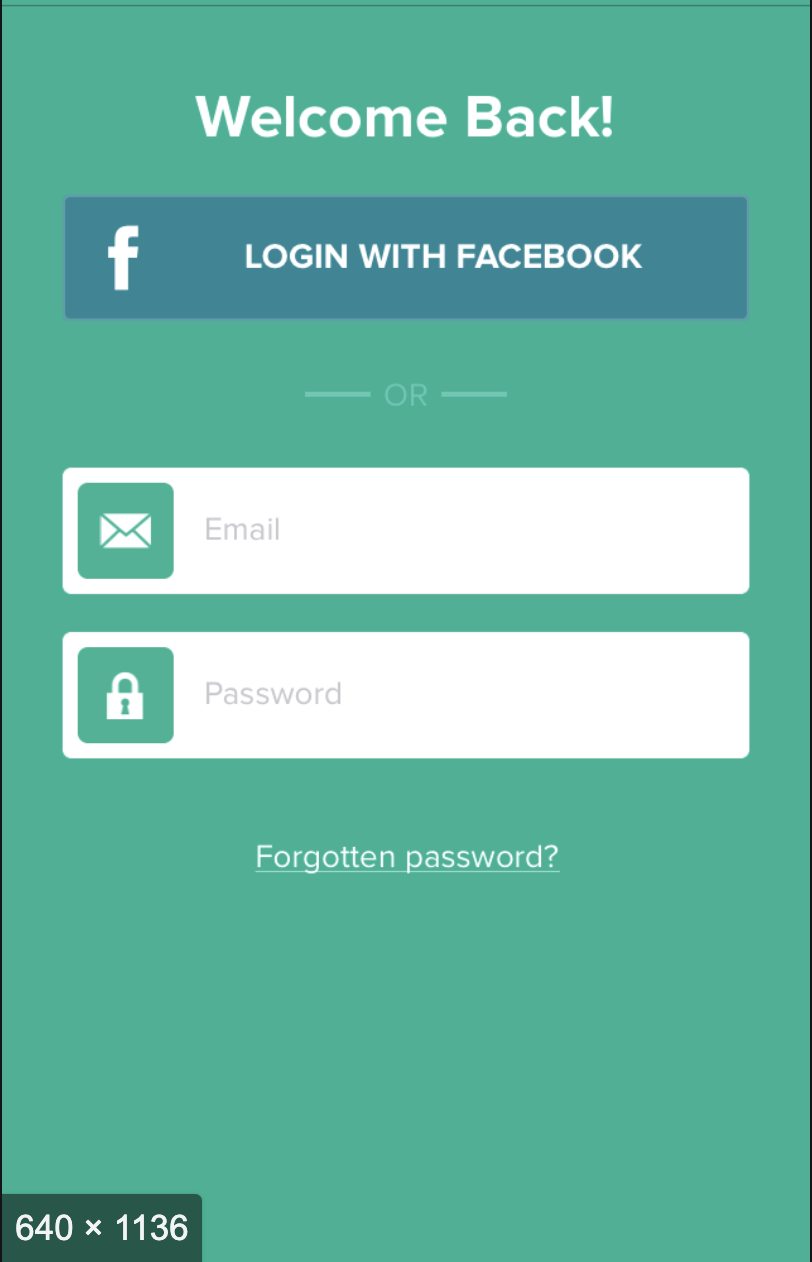 Welcome Back!
f LOGIN WITH FACEBOOK
OR
Email
Password
Forgotten password?
640 × 1136